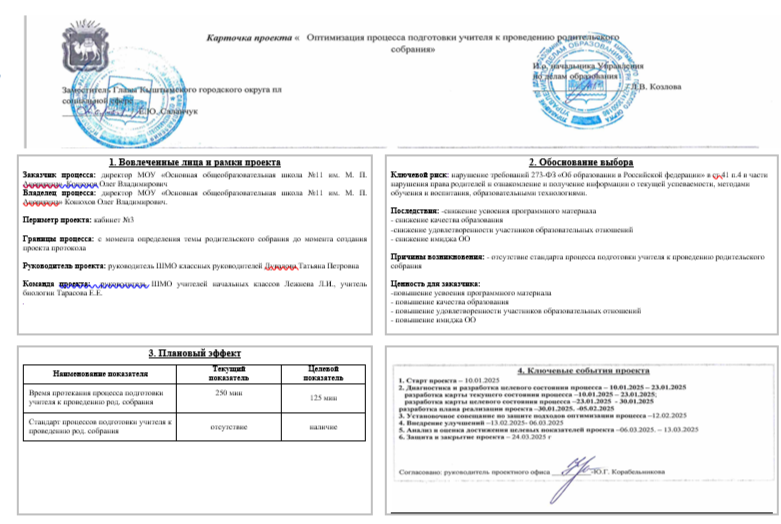 Карточка проекта « Оптимизация процесса подготовки учителя к проведению родительского
собрания»
Заместитель Главы Кыштымского городского округа по
социальной сфере
И.о. начальника Управления
по делам образования
Л.В. Козлова
1. Вовлеченные лица и рамки проекта
Заказчик процесса: директор МОУ «Основная общеобразовательная школа №11 им. М. П.
Олег Владимирович
Владелец процесса: директор МОУ «Основная общеобразовательная школа №11 им. М. П.
Конюхов Олег Владимирович.
Периметр проекта: кабинет №3
Границы процесса: с момента определения темы родительского собрания до момента создания
проекта протокола
Руководитель проекта: руководитель ШМО классных руководителей Татьяна Петровна
Команда проекта: ШМО учителей начальных классов Лежнева Л.И., учитель
биологии Тарасова Е.Е.
.
2. Обоснование выбора
Ключевой риск: нарушение требований 273-ФЗ «Об образовании в Российской федерации» в ст.41 п.4 в части
нарушения права родителей и ознакомление и получение информации о текущей успеваемости, методами
обучения и воспитания, образовательными технологиями.
Последствия: -снижение усвоения программного материала
- снижение качества образования
-снижение удовлетворенности участников образовательных отношений
- снижение имиджа ОО
Причины возникновения: - отсутствие стандарта процесса подготовки учителя к проведению родительского
собрания
Ценность для заказчика:
-повышение усвоения программного материала
- повышение качества образования
- повышение удовлетворенности участников образовательных отношений
- повышение имиджа ОО
3. Плановый эффект
Наименование показателя
Текущий
показатель
Целевой
показатель
Время протекания процесса подготовки
учителя к проведению род. собрания
250 мин
125 мин
Стандарт процессов подготовки учителя к
проведению род. собрания
отсутствие
наличие
4. Ключевые события проекта
1. Старт проекта – 10.01.2025
2. Диагностика и разработка целевого состояния процесса – 10.01.2025 – 23.01.2025
разработка карты текущего состояния процесса –10.01.2025 – 23.01.2025;
разработка карты целевого состояния процесса –23.01.2025 - 30.01.2025
разработка плана реализации проекта –30.01.2025. -05.02.2025
3. Установочное совещание по защите подходов оптимизации процесса –12.02.2025
4. Внедрение улучшений –13.02.2025- 06.03.2025
5. Анализ и оценка достижения целевых показателей проекта –06.03.2025. – 13.03.2025
6. Защита и закрытие проекта – 24.03.2025 г
Согласовано: руководитель проектного офиса Ю.Г. Корабельникова